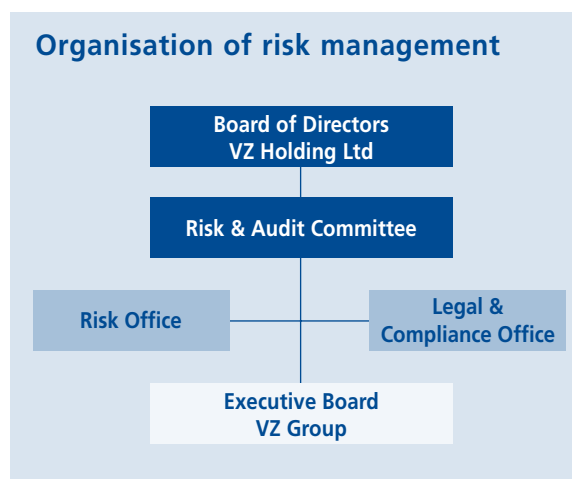 Organisation of risk management
Board of Directors
VZ Holding Ltd
Risk & Audit Committee
Risk Office
Legal &
Compliance Office
Executive Board
VZ Group